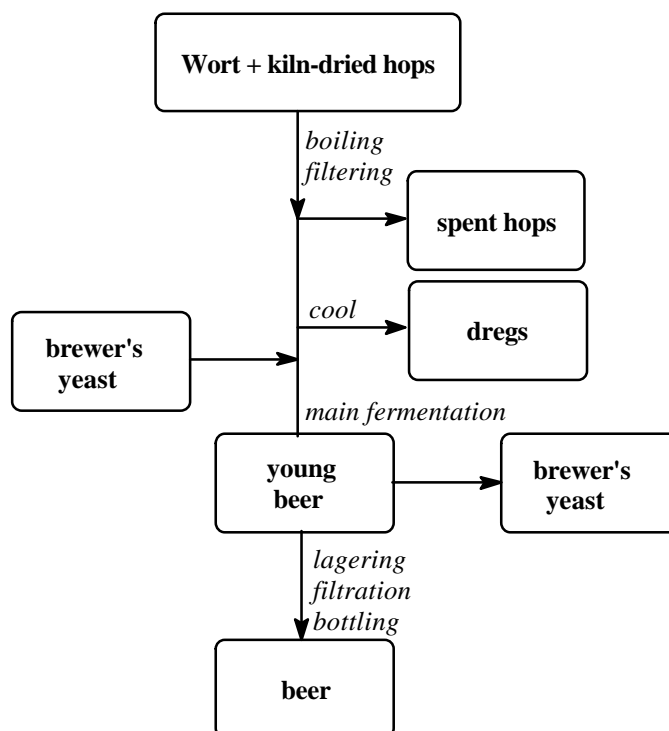 Wort + kiln-dried hops
boiling
filtering
spent hops
cool
dregs
brewer's
yeast
main fermentation
young
beer
brewer's
yeast
lagering
filtration
bottling
beer